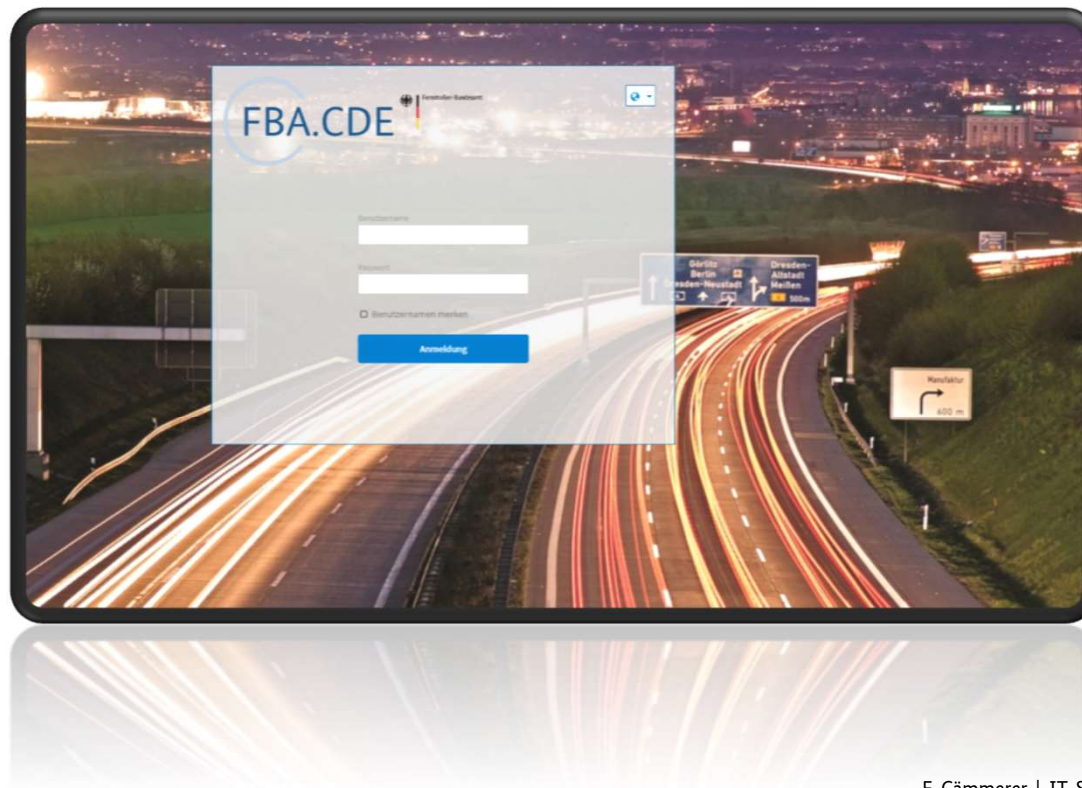 FBA.CDE
Fernstraßen-Bundesamt
Benutzername
Passwort
Benutzernamen merken
Anmeldung
Görlitz
Berlin
Dresden-Neustadt
Dresden-
Altstadt
Meißen
500m
Manufaktur
600 m
Cämmerer | IT